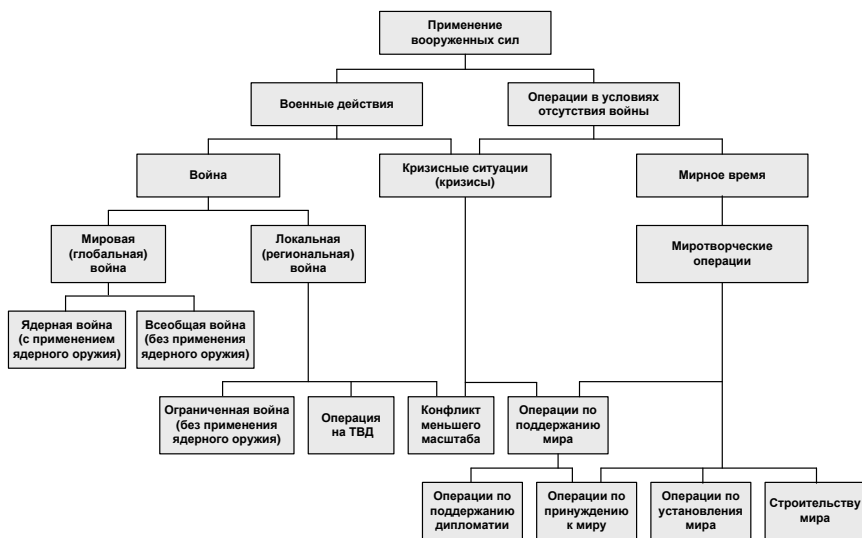 Применение
вооруженных сил
Военные действия
Операции в условиях
отсутствия войны
Война
Кризисные ситуации
(кризисы)
Мирное время
Мировая
(глобальная)
война
Локальная
(региональная)
война
Миротворческие
операции
Ядерная война
(с применением
ядерного оружия)
Всеобщая война
(без применения
ядерного оружия)
Ограниченная война
(без применения
ядерного оружия)
Операция
на ТВД
Конфликт
меньшего
масштаба
Операции по
поддержанию
мира
Операции по
поддержанию
дипломатии
Операции по
принуждению
к миру
Операции по
установления
мира
Строительству
мира